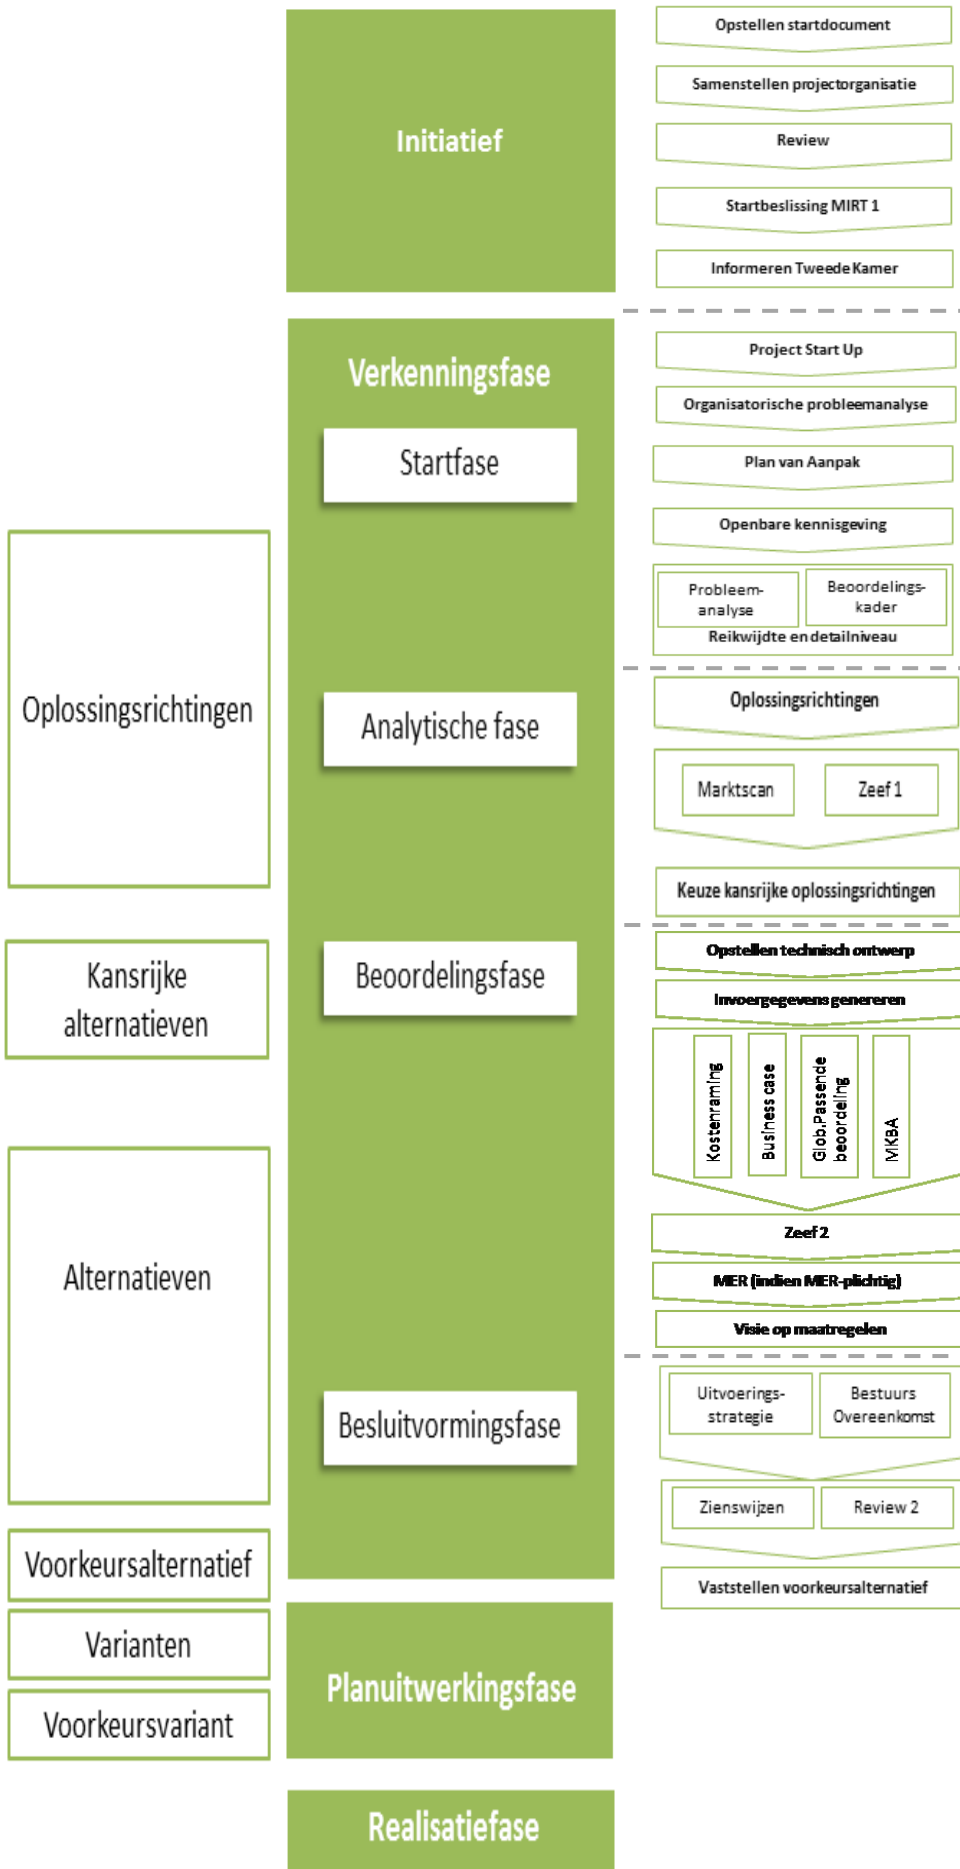 Initiatief
Opstellen startdocument
Samenstellen projectorganisatie
Review
Startbeslissing MIRT 1
Informeren Tweede Kamer
Verkenningsfase
Startfase
Project Start Up
Organisatorische probleemanalyse
Plan van Aanpak
Openbare kennisgeving
Probleem-
analyse
Beoordelings-
kader
Reikwijdte en detailniveau
Oplossingsrichtingen
Analytische fase
Oplossingsrichtingen
Marktscan
Zeef 1
Keuze kansrijke oplossingsrichtingen
Kansrijke
alternatieven
Beoordelingsfase
Opstellen technisch ontwerp
Invoergegevens genereren
Kostenraming
Business case
Glob.Passende
beoordeling
MKBA
Zeef 2
MER (indien MER-plichtig)
Visie op maatregelen
Alternatieven
Besluitvormingsfase
Uitvoerings-
strategie
Bestuurs
Overeenkomst
Zienswijzen
Review 2
Vaststellen voorkeursalternatief
Voorkeursalternatief
Varianten
Voorkeursvariant
Planuitwerkingsfase
Realisatiefase